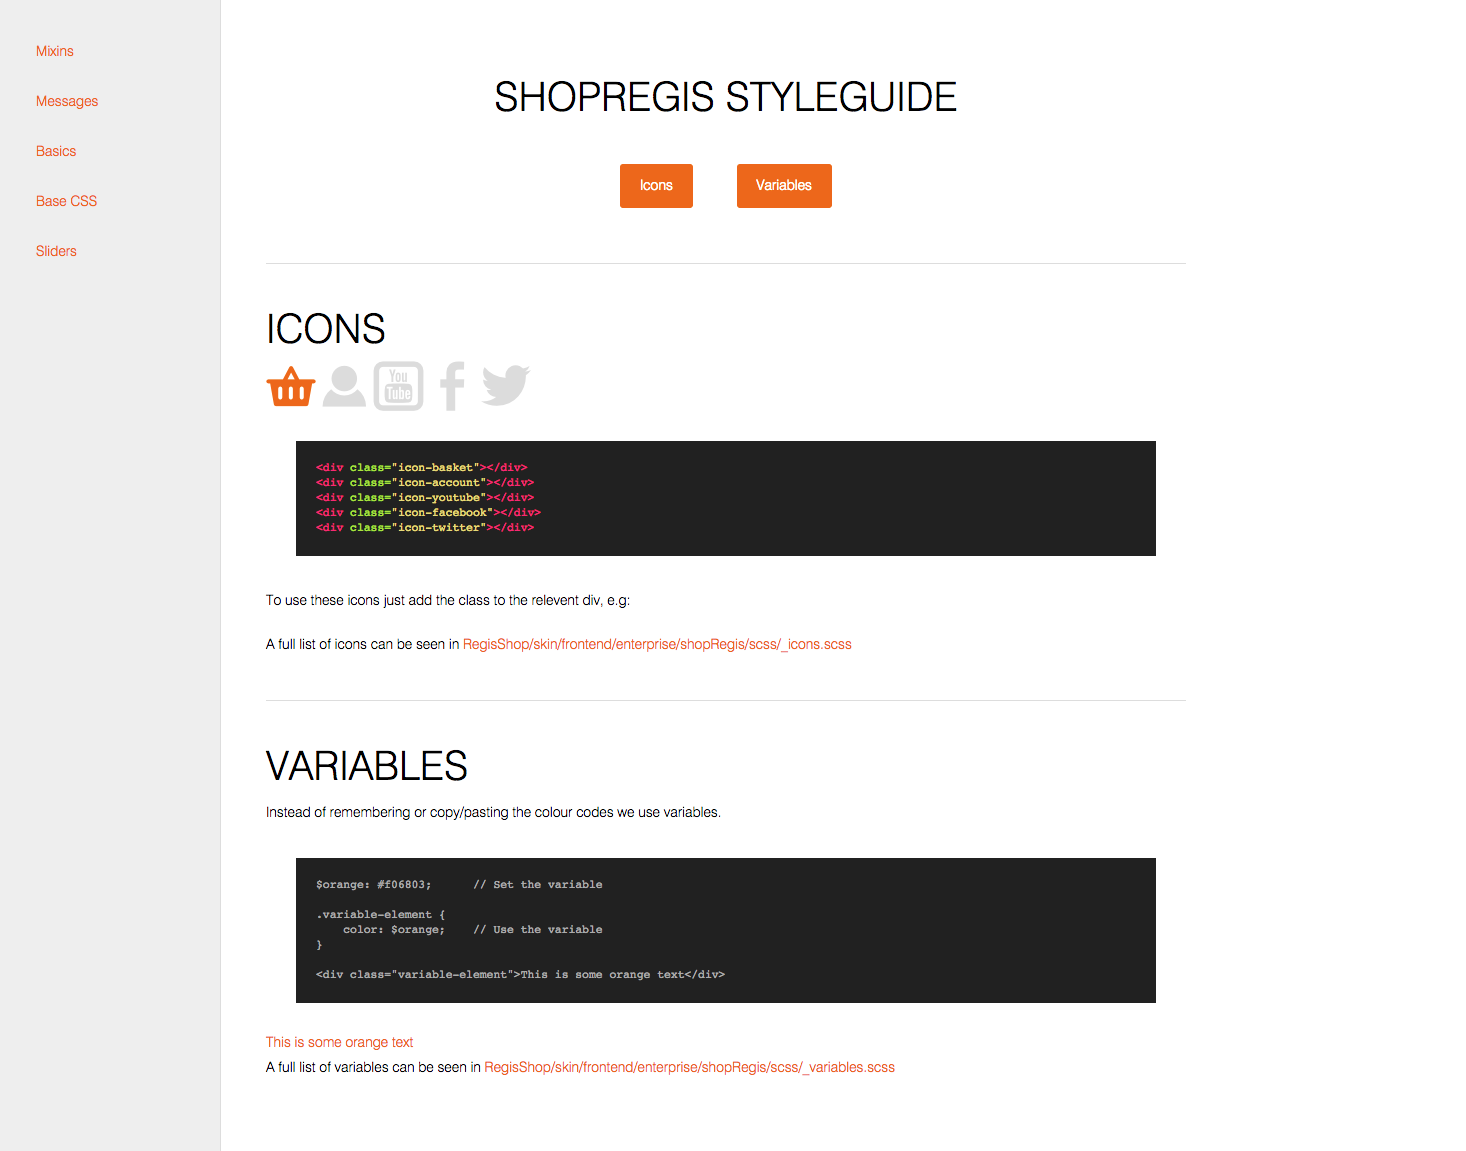 Mixins
Messages
Basics
Base CSS
Sliders
SHOPREGIS STYLEGUIDE
Icons
Variables
ICONS
You
Tube
<div class="icon-basket"></div>
<div class="icon-account"></div>
<div class="icon-youtube"></div>
<div class="icon-facebook"></div>
<div class="icon-twitter"></div>
To use these icons just add the class to the relevent div, e.g:
A full list of icons can be seen in RegisShop/skin/frontend/enterprise/shopRegis/scss/_icons.scss
VARIABLES
Instead of remembering or copy/pasting the colour codes we use variables.
$orange: #f06803;      // Set the variable
.variable-element {
    color: $orange;    // Use the variable
}
<div class="variable-element">This is some orange text</div>
This is some orange text
A full list of variables can be seen in RegisShop/skin/frontend/enterprise/shopRegis/scss/_variables.scss